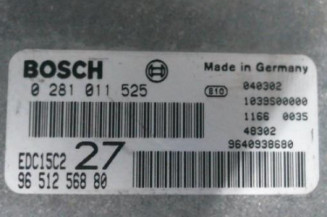 BOSCH
Made in Germany
0 281 011 525
810
040302
1039S00000
1166 0035
48302
9640938680
EDC15C2 27
96 512 568 80